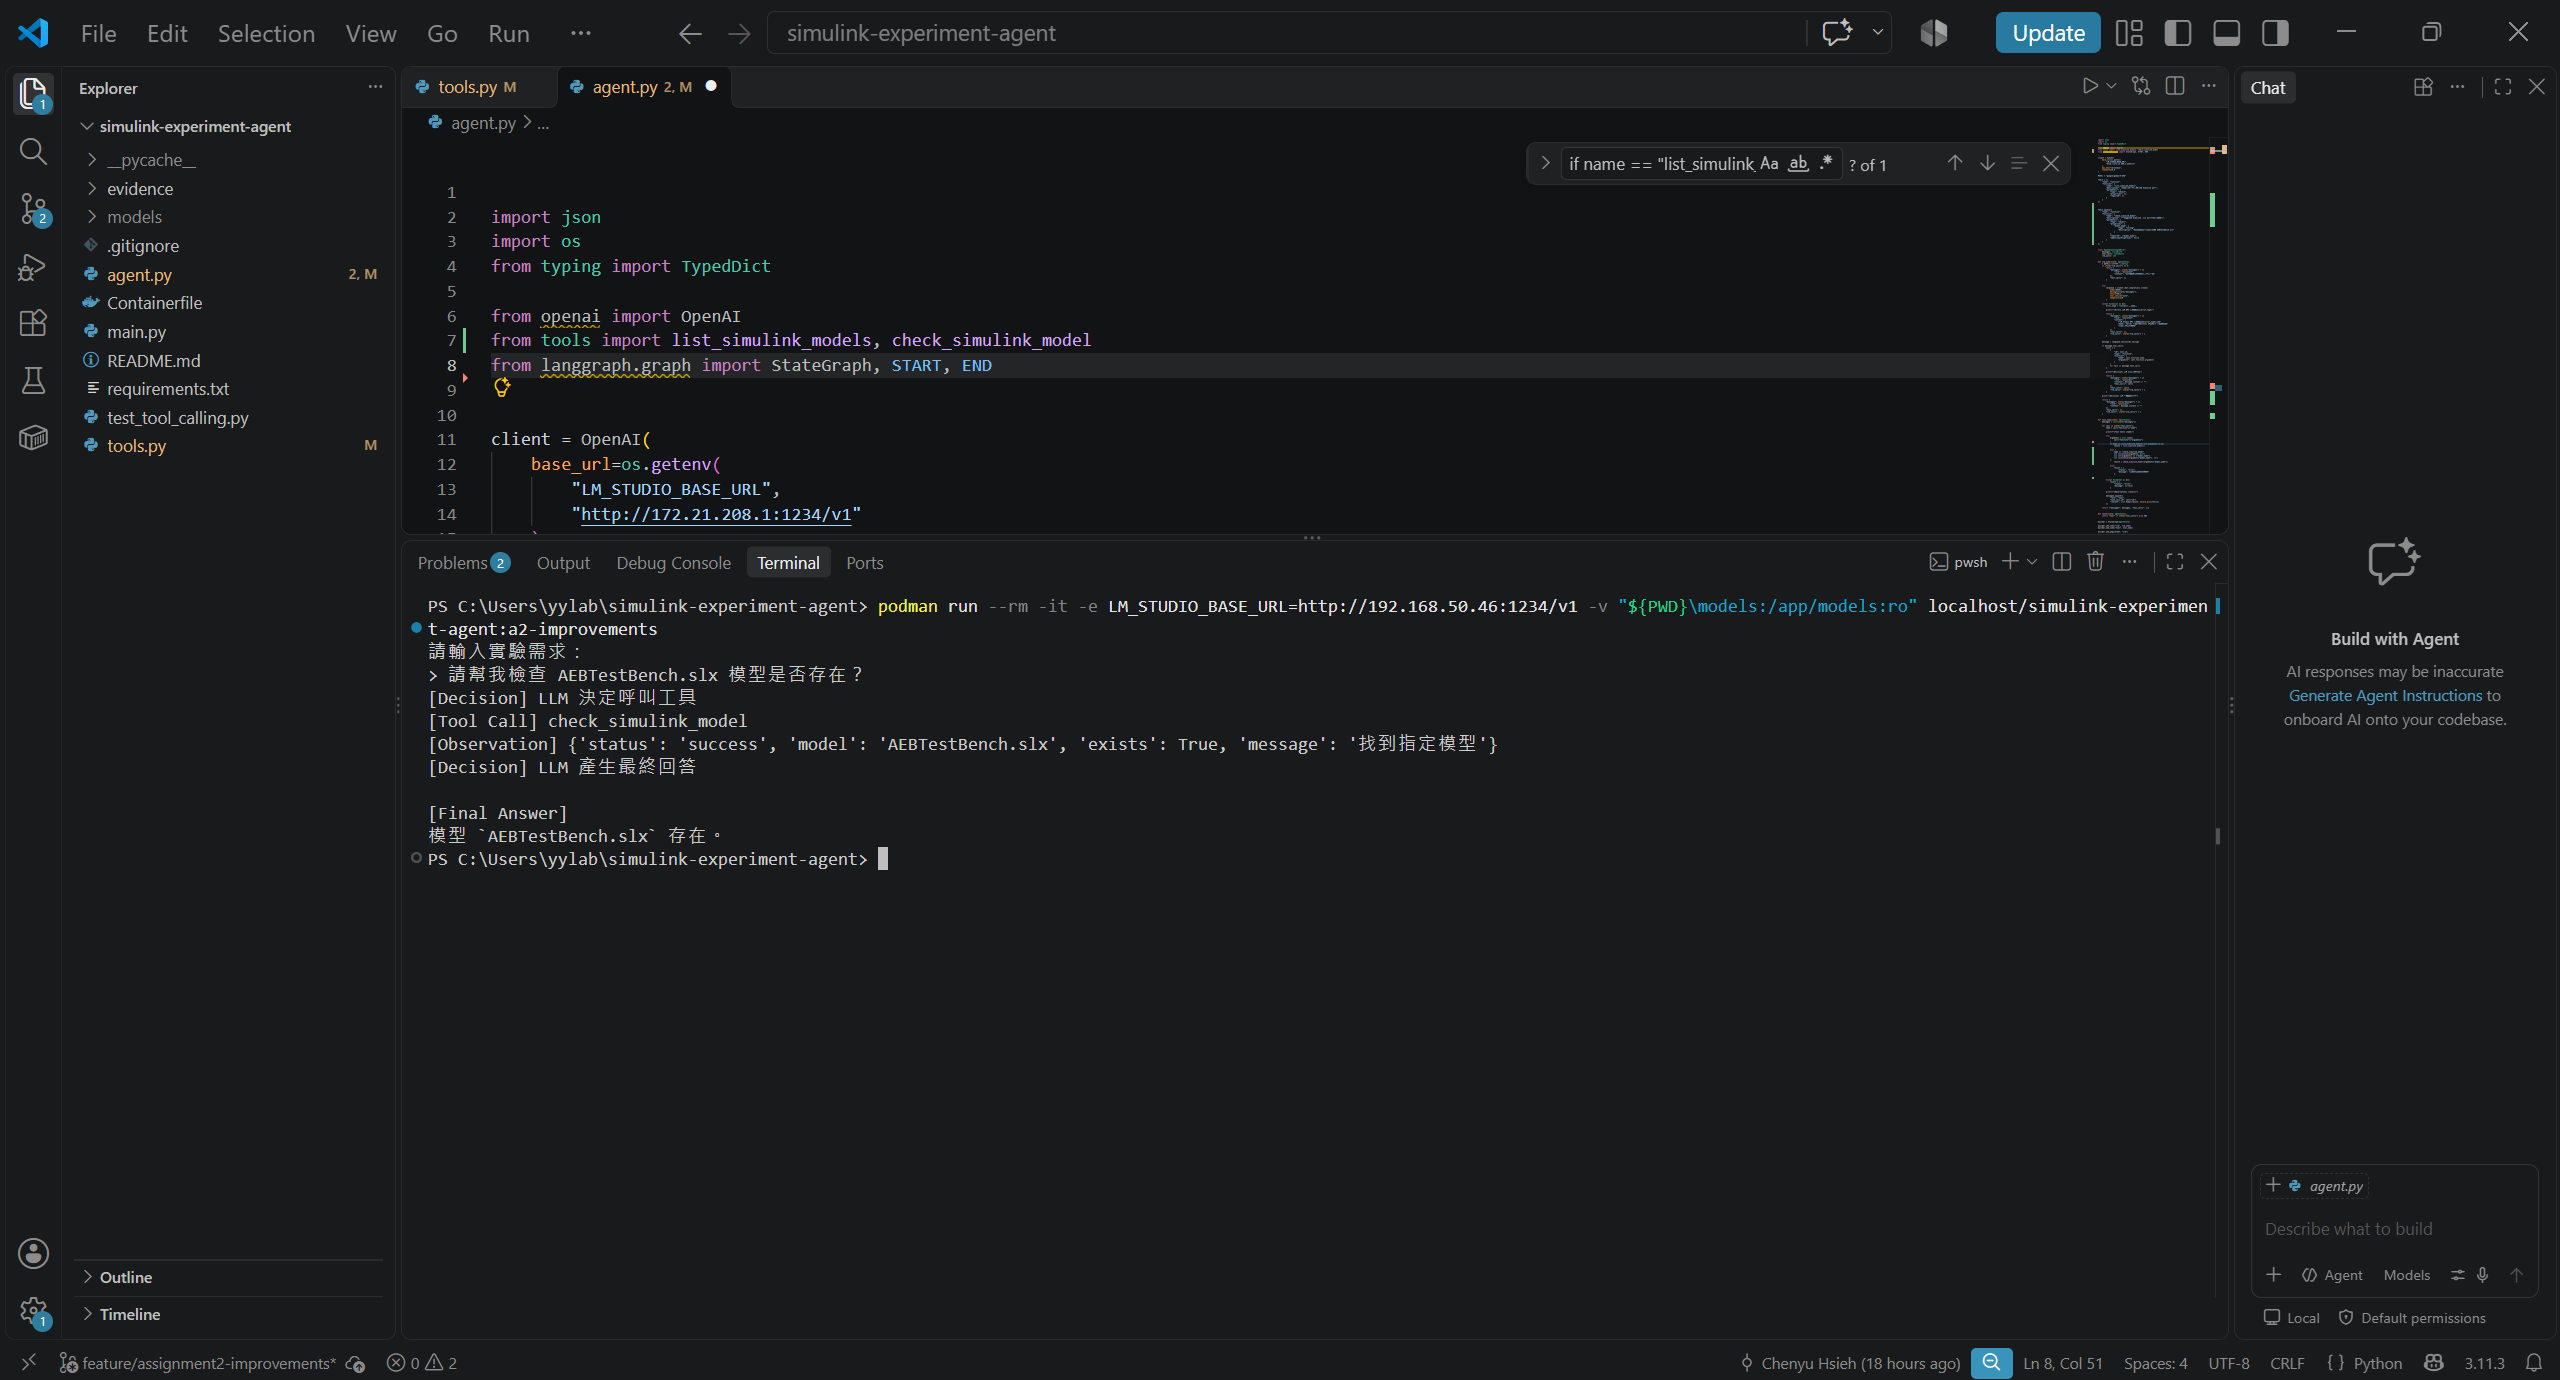 File Edit Selection View Go Run ··· simulink-experiment-agent Update
Explorer ···
simulink-experiment-agent
__pycache__
evidence
models
.gitignore
agent.py 2, M
Containerfile
main.py
README.md
requirements.txt
test_tool_calling.py
tools.py M
Outline
Timeline
tools.py M agent.py 2, M
agent.py > ...
if name == "list_simulink_ Aa ab .* ? of 1
1
2 import json
3 import os
4 from typing import TypedDict
5
6 from openai import OpenAI
7 from tools import list_simulink_models, check_simulink_model
8 from langgraph.graph import StateGraph, START, END
9
10
11 client = OpenAI(
12 base_url=os.getenv(
13 "LM_STUDIO_BASE_URL",
14 "http://172.21.208.1:1234/v1"
Problems 2 Output Debug Console Terminal Ports pwsh
PS C:\Users\yylab\simulink-experiment-agent> podman run --rm -it -e LM_STUDIO_BASE_URL=http://192.168.50.46:1234/v1 -v "${PWD}\models:/app/models:ro" localhost/simulink-experimen
t-agent:a2-improvements
請輸入實驗需求：
> 請幫我檢查 AEBTestBench.slx 模型是否存在？
[Decision] LLM 決定呼叫工具
[Tool Call] check_simulink_model
[Observation] {'status': 'success', 'model': 'AEBTestBench.slx', 'exists': True, 'message': '找到指定模型'}
[Decision] LLM 產生最終回答
[Final Answer]
模型 `AEBTestBench.slx` 存在。
PS C:\Users\yylab\simulink-experiment-agent>
Chat
Build with Agent
AI responses may be inaccurate
Generate Agent Instructions to
onboard AI onto your codebase.
agent.py
Describe what to build
Agent Models
Local Default permissions
feature/assignment2-improvements* 0 2 Chenyu Hsieh (18 hours ago) Ln 8, Col 51 Spaces: 4 UTF-8 CRLF {} Python 3.11.3